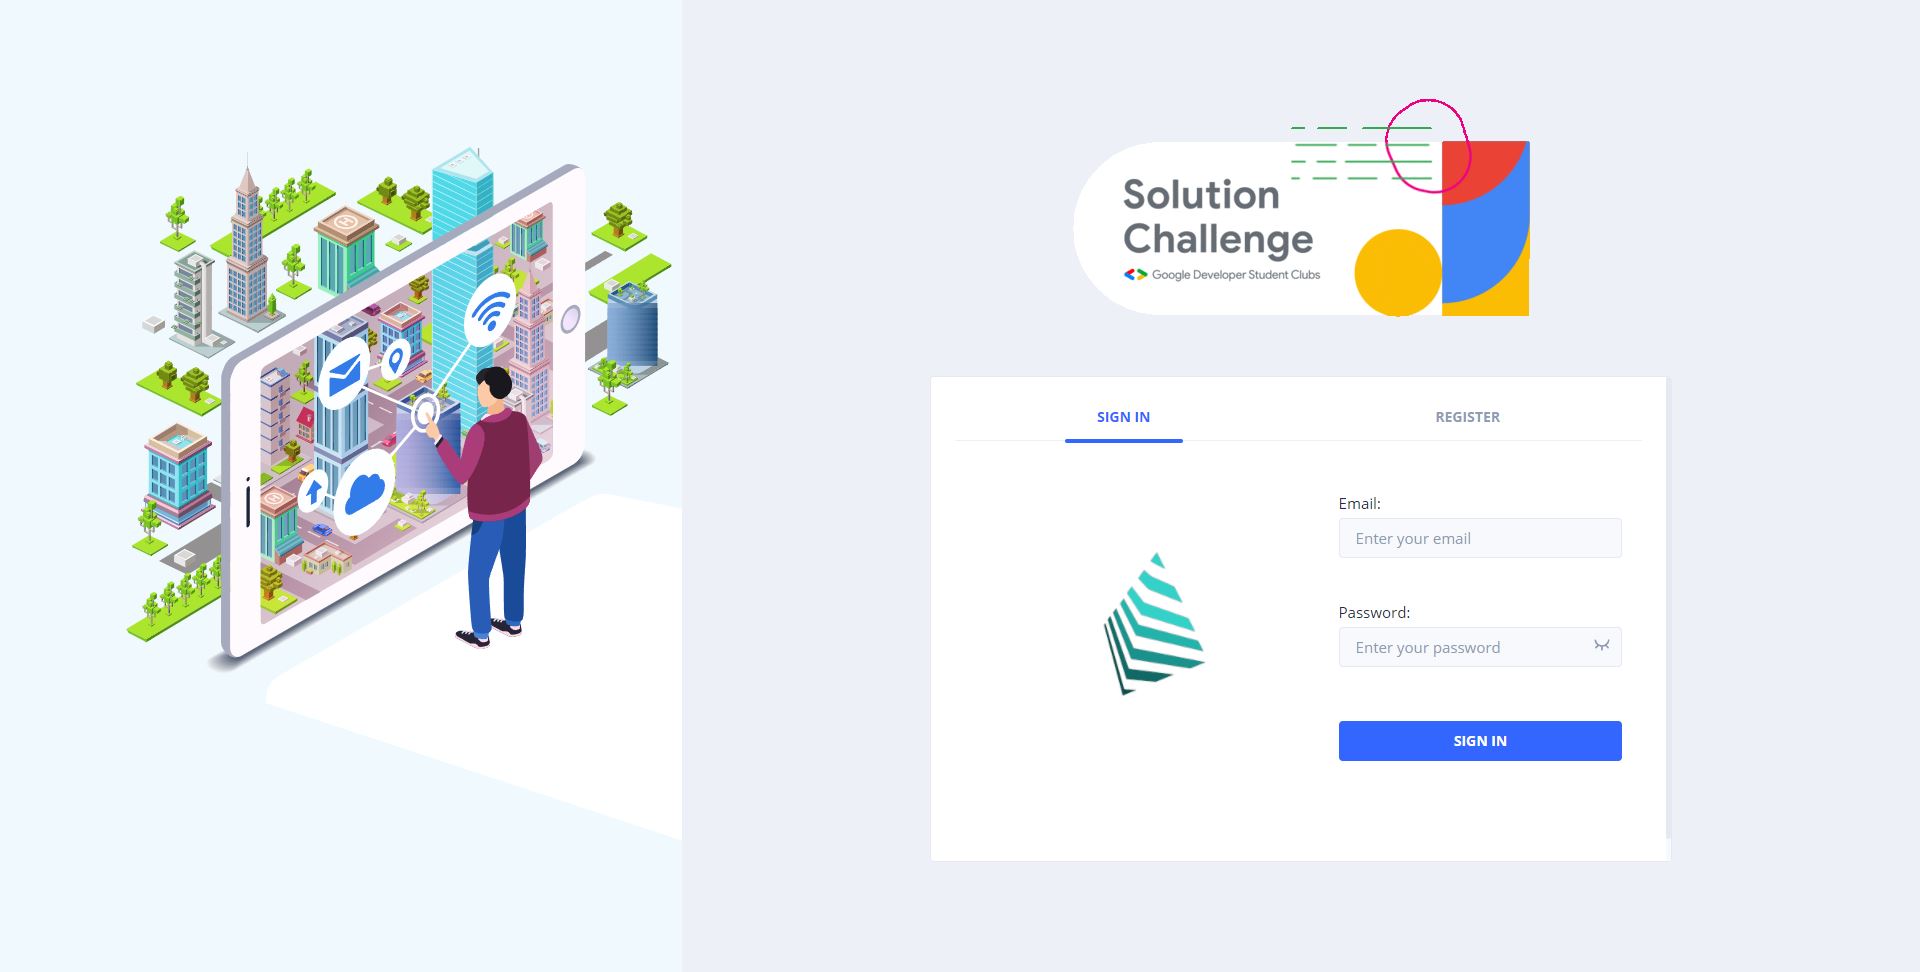 Solution
Challenge
Google Developer Student Clubs
SIGN IN
REGISTER
Email:
Enter your email
Password:
Enter your password
SIGN IN